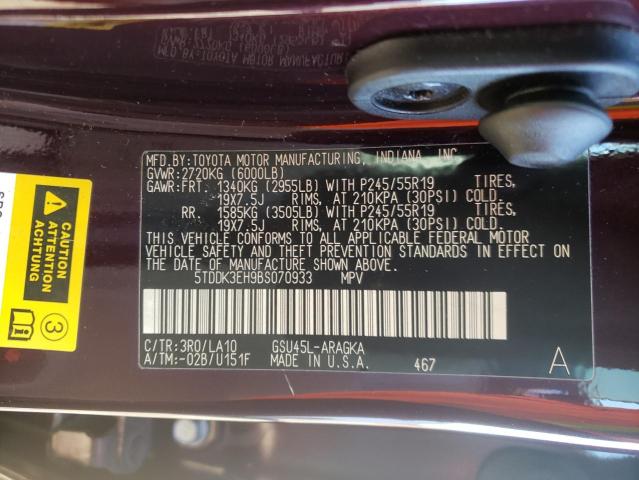 MFD.BY:TOYOTA MOTOR MANUFACTURING, INDIANA, INC.
GVWR:2720KG (6000LB)
GAWR:FRT. 1340KG (2955LB) WITH P245/55R19 TIRES,
19X7.5J RIMS, AT 210KPA (30PSI) COLD.
RR. 1585KG (3505LB) WITH P245/55R19 TIRES,
19X7.5J RIMS, AT 210KPA (30PSI) COLD.
THIS VEHICLE CONFORMS TO ALL APPLICABLE FEDERAL MOTOR
VEHICLE SAFETY AND THEFT PREVENTION STANDARDS IN EFFECT
ON THE DATE OF MANUFACTURE SHOWN ABOVE.
5TDDK3EH9BS070933 MPV
C/TR:3R0/LA10 GSU45L-ARAGKA
A/TM:-02B/U151F MADE IN U.S.A. 467 A
CAUTION
ATTENTION
ACHTUNG
3